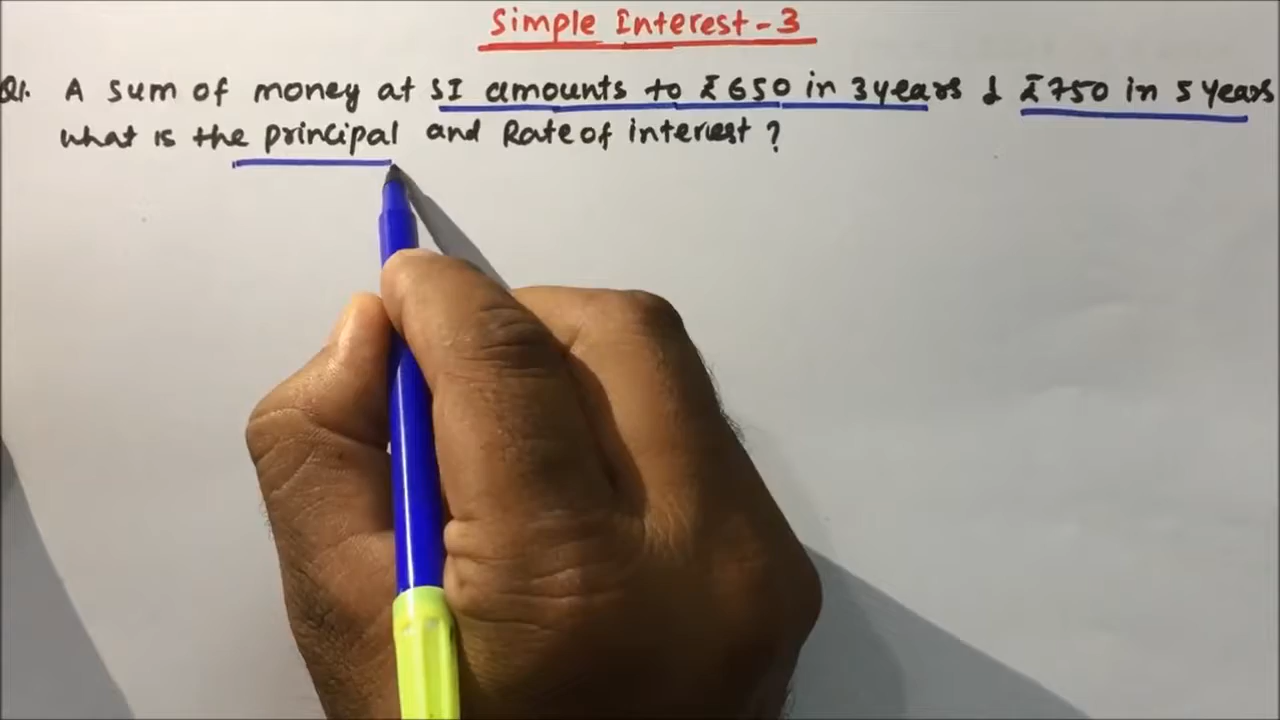 Simple Interest - 3
Q1. A sum of money at SI amounts to ₹650 in 3 years & ₹750 in 5 years
what is the principal and Rate of interest ?